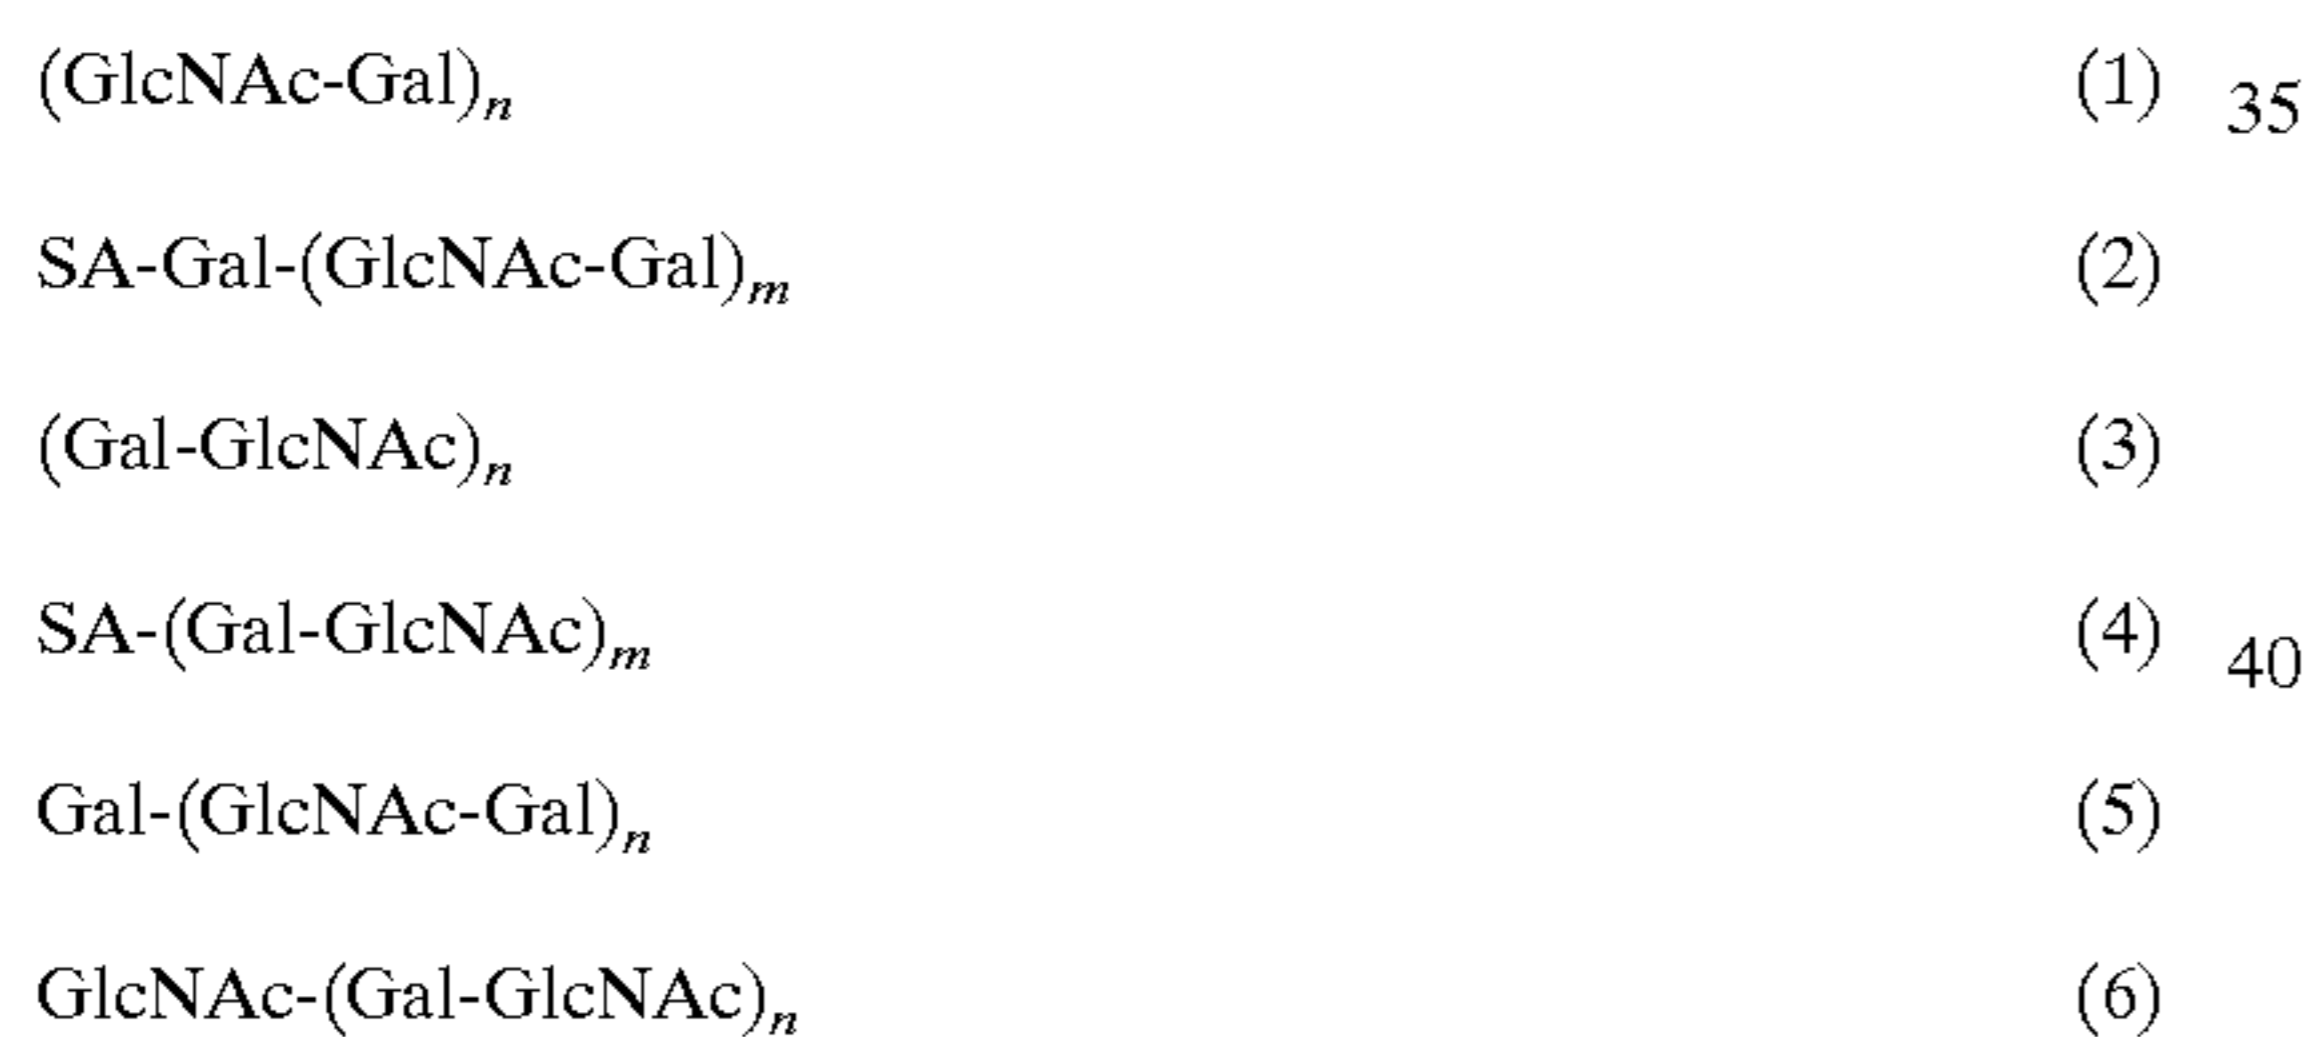 (GlcNAc-Gal)n (1) 35
SA-Gal-(GlcNAc-Gal)m (2)
(Gal-GlcNAc)n (3)
SA-(Gal-GlcNAc)m (4) 40
Gal-(GlcNAc-Gal)n (5)
GlcNAc-(Gal-GlcNAc)n (6)